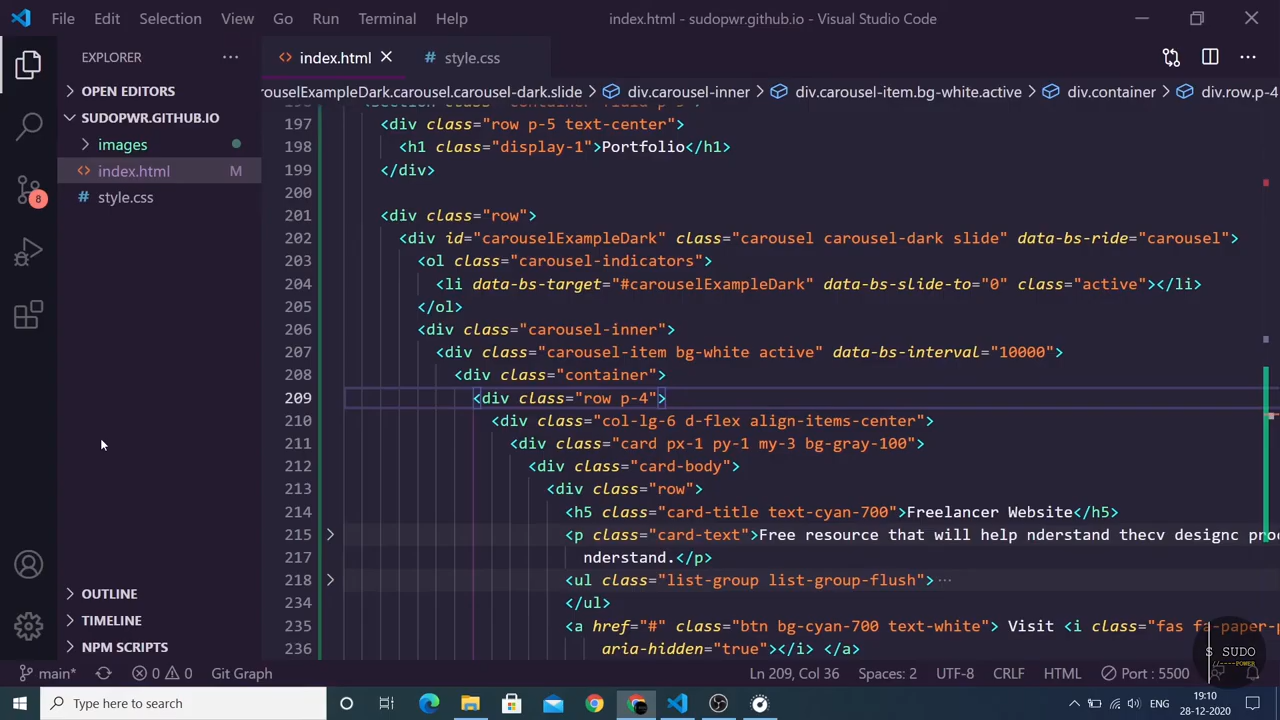 File Edit Selection View Go Run Terminal Help index.html - sudopwr.github.io - Visual Studio Code
EXPLORER
index.html
# style.css
OPEN EDITORS
rouselExampleDark.carousel.carousel-dark.slide > div.carousel-inner > div.carousel-item.bg-white.active > div.container > div.row.p-4
SUDOPWR.GITHUB.IO
images
index.html M
# style.css
8
197 <div class="row p-5 text-center">
198 <h1 class="display-1">Portfolio</h1>
199 </div>
200
201 <div class="row">
202 <div id="carouselExampleDark" class="carousel carousel-dark slide" data-bs-ride="carousel">
203 <ol class="carousel-indicators">
204 <li data-bs-target="#carouselExampleDark" data-bs-slide-to="0" class="active"></li>
205 </ol>
206 <div class="carousel-inner">
207 <div class="carousel-item bg-white active" data-bs-interval="10000">
208 <div class="container">
209 <div class="row p-4">
210 <div class="col-lg-6 d-flex align-items-center">
211 <div class="card px-1 py-1 my-3 bg-gray-100">
212 <div class="card-body">
213 <div class="row">
214 <h5 class="card-title text-cyan-700">Freelancer Website</h5>
215 <p class="card-text">Free resource that will help nderstand thecv designc proc
217 nderstand.</p>
218 <ul class="list-group list-group-flush"> ···
234 </ul>
235 <a href="#" class="btn bg-cyan-700 text-white"> Visit <i class="fas fa-paper-p
236 aria-hidden="true"></i> </a>
OUTLINE
TIMELINE
NPM SCRIPTS
S SUDO
//----POWER
main* 0 0 Git Graph Ln 209, Col 36 Spaces: 2 UTF-8 CRLF HTML Port : 5500
Type here to search
ENG
19:10
28-12-2020